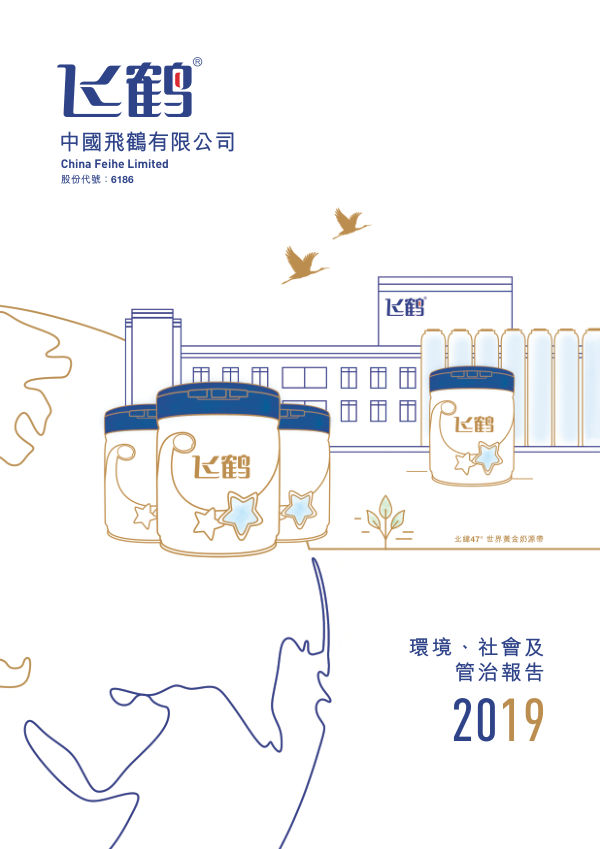 飞鹤®
中國飛鶴有限公司
China Feihe Limited
股份代號：6186
飞鹤
飞鹤
飞鹤
北緯47° 世界黃金奶源帶
環境、社會及
管治報告
2019